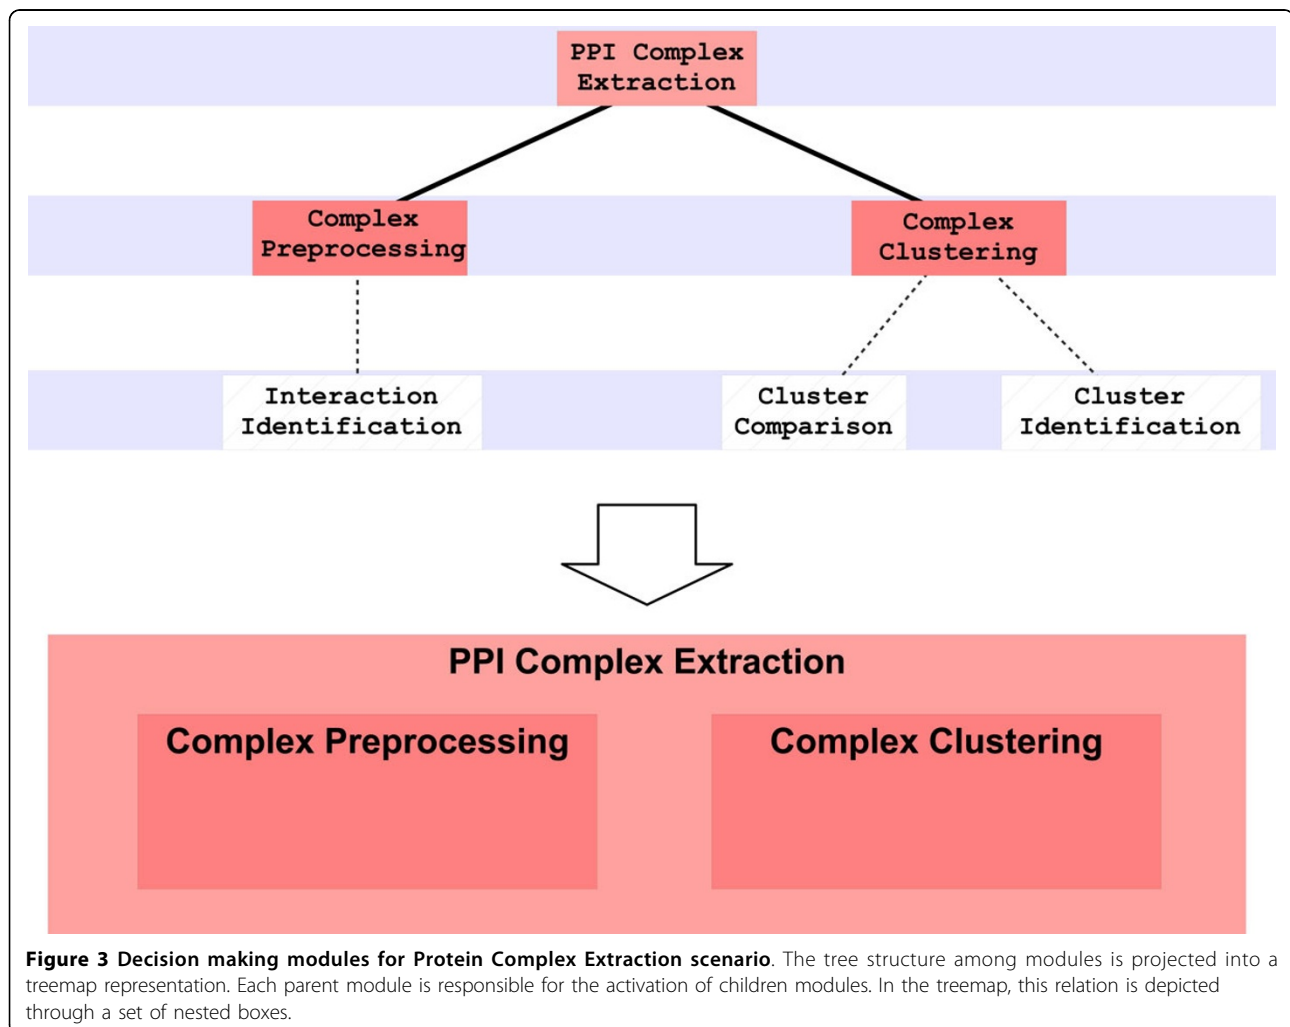 PPI Complex
Extraction
Complex
Preprocessing
Complex
Clustering
Interaction
Identification
Cluster
Comparison
Cluster
Identification
PPI Complex Extraction
Complex Preprocessing
Complex Clustering
Figure 3 Decision making modules for Protein Complex Extraction scenario. The tree structure among modules is projected into a
treemap representation. Each parent module is responsible for the activation of children modules. In the treemap, this relation is depicted
through a set of nested boxes.